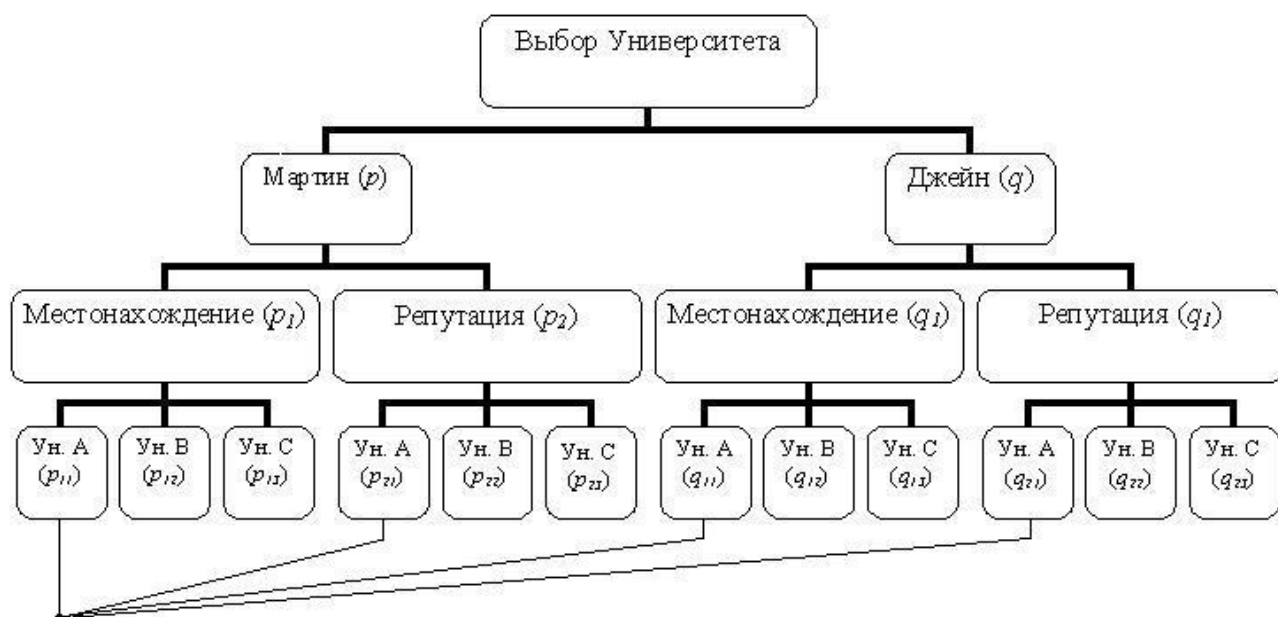 Выбор Университета
Мартин (p)
Джейн (q)
Местонахождение (p₁)
Репутация (p₂)
Местонахождение (q₁)
Репутация (q₁)
Ун. А
(p₁₁)
Ун. В
(p₁₂)
Ун. С
(p₁₃)
Ун. А
(p₂₁)
Ун. В
(p₂₂)
Ун. С
(p₂₃)
Ун. А
(q₁₁)
Ун. В
(q₁₂)
Ун. С
(q₁₃)
Ун. А
(q₂₁)
Ун. В
(q₂₂)
Ун. С
(q₂₃)